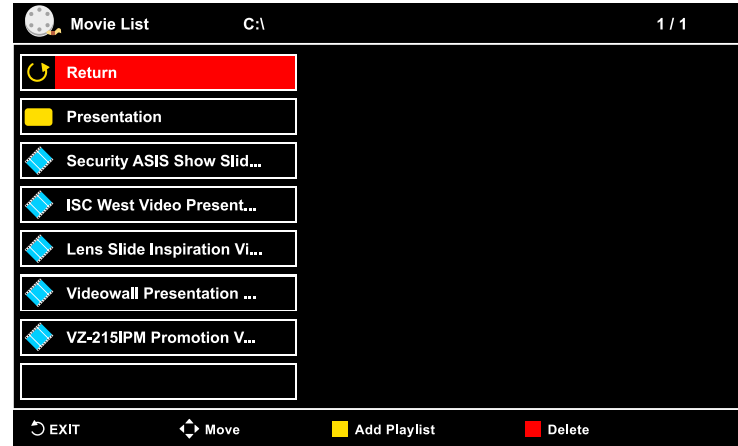 Movie List C:\ 1 / 1
Return
Presentation
Security ASIS Show Slid...
ISC West Video Present...
Lens Slide Inspiration Vi...
Videowall Presentation ...
VZ-215IPM Promotion V...
EXIT Move Add Playlist Delete